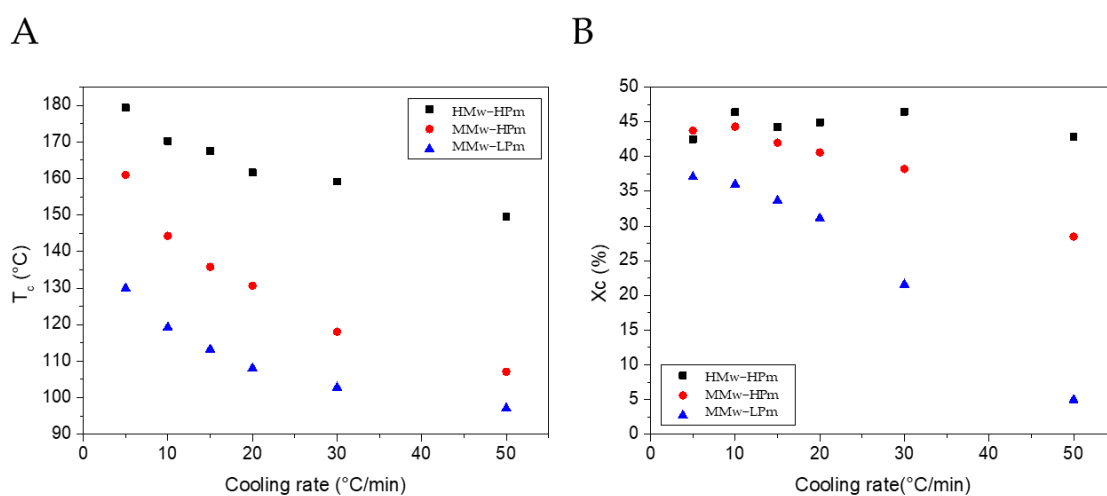 A
180
170
160
150
140
130
120
110
100
90
T_c (°C)
0 10 20 30 40 50
Cooling rate (°C/min)
HMw–HPm
MMw–HPm
MMw–LPm
B
50
45
40
35
30
25
20
15
10
5
0
Xc (%)
0 10 20 30 40 50
Cooling rate(°C/min)
HMw–HPm
MMw–HPm
MMw–LPm